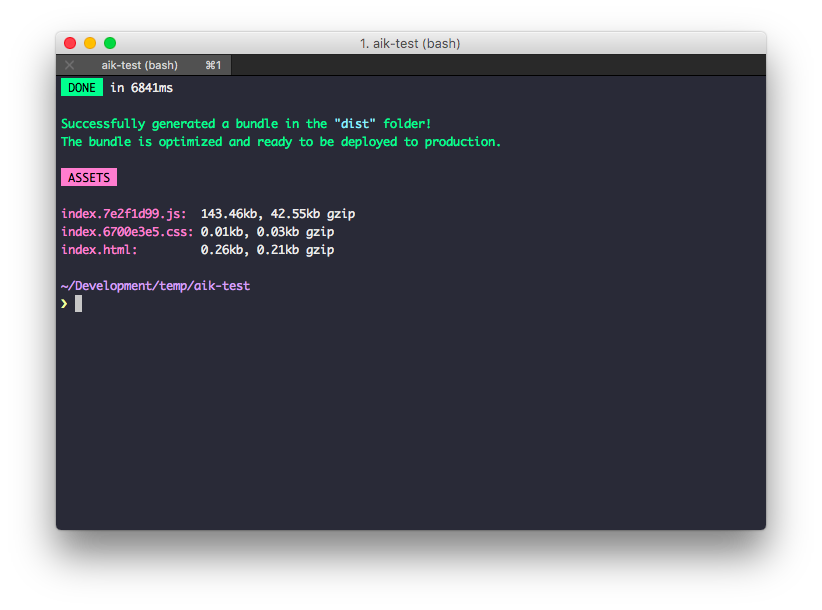 1. aik-test (bash)
aik-test (bash) ⌘1
DONE in 6841ms
Successfully generated a bundle in the "dist" folder!
The bundle is optimized and ready to be deployed to production.
ASSETS
index.7e2f1d99.js: 143.46kb, 42.55kb gzip
index.6700e3e5.css: 0.01kb, 0.03kb gzip
index.html: 0.26kb, 0.21kb gzip
~/Development/temp/aik-test
❯